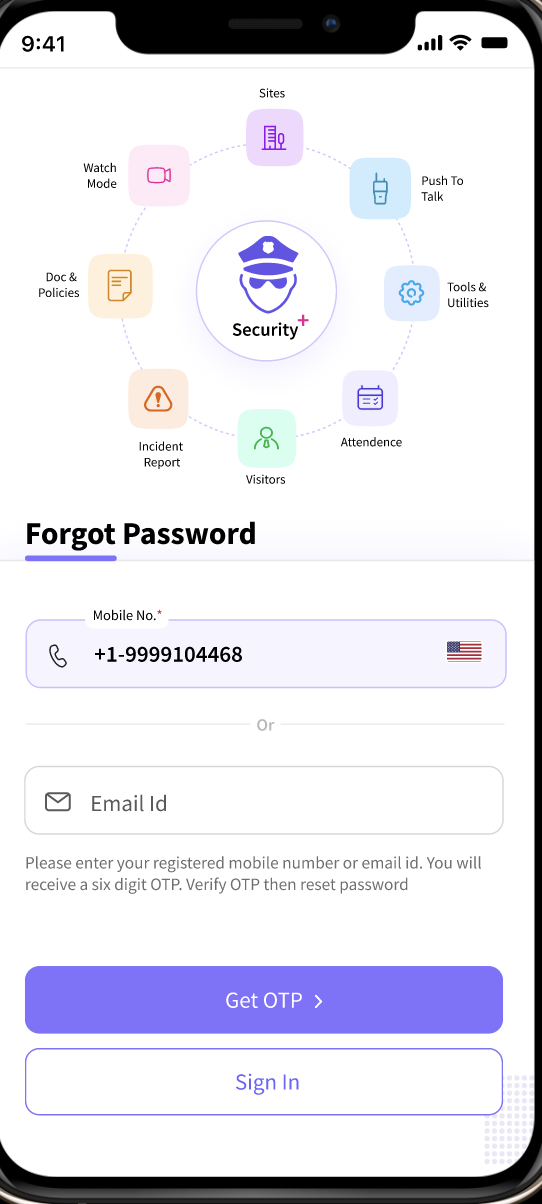 9:41
Sites
Watch
Mode
Push To
Talk
Doc &
Policies
Tools &
Utilities
Security+
Incident
Report
Attendence
Visitors
Forgot Password
Mobile No.*
+1-9999104468
Or
Email Id
Please enter your registered mobile number or email id. You will
receive a six digit OTP. Verify OTP then reset password
Get OTP
Sign In